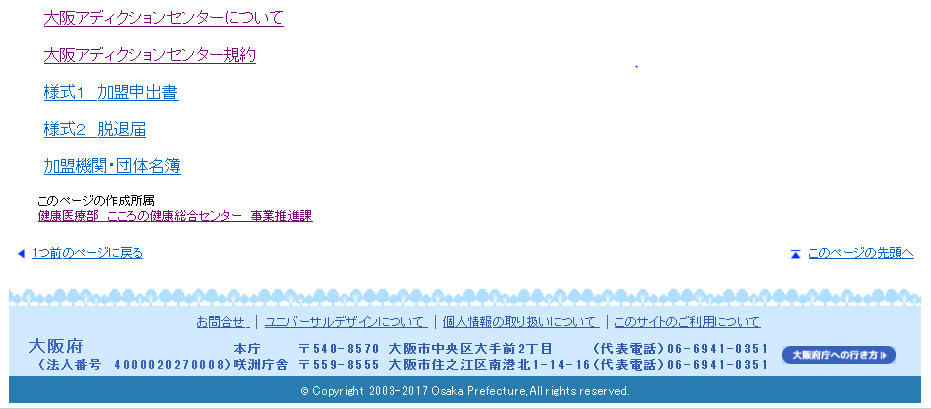 大阪アディクションセンターについて
大阪アディクションセンター規約
様式1　加盟申出書
様式2　脱退届
加盟機関・団体名簿
このページの作成所属
健康医療部　こころの健康総合センター　事業推進課
1つ前のページに戻る　このページの先頭へ
お問合せ | ユニバーサルデザインについて | 個人情報の取り扱いについて | このサイトのご利用について
大阪府
本庁　〒540-8570　大阪市中央区大手前2丁目　(代表電話)06-6941-0351
(法人番号　4000020270008)　咲洲庁舎　〒559-8555　大阪市住之江区南港北1-14-16　(代表電話)06-6941-0351
大阪府庁への行き方
© Copyright 2003-2017 Osaka Prefecture,All rights reserved.